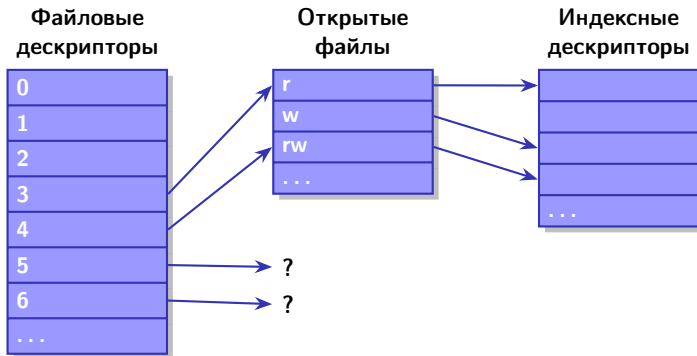 Файловые
дескрипторы
0
1
2
3
4
5
6
. . .
Открытые
файлы
r
w
rw
. . .
?
?
Индексные
дескрипторы
. . .